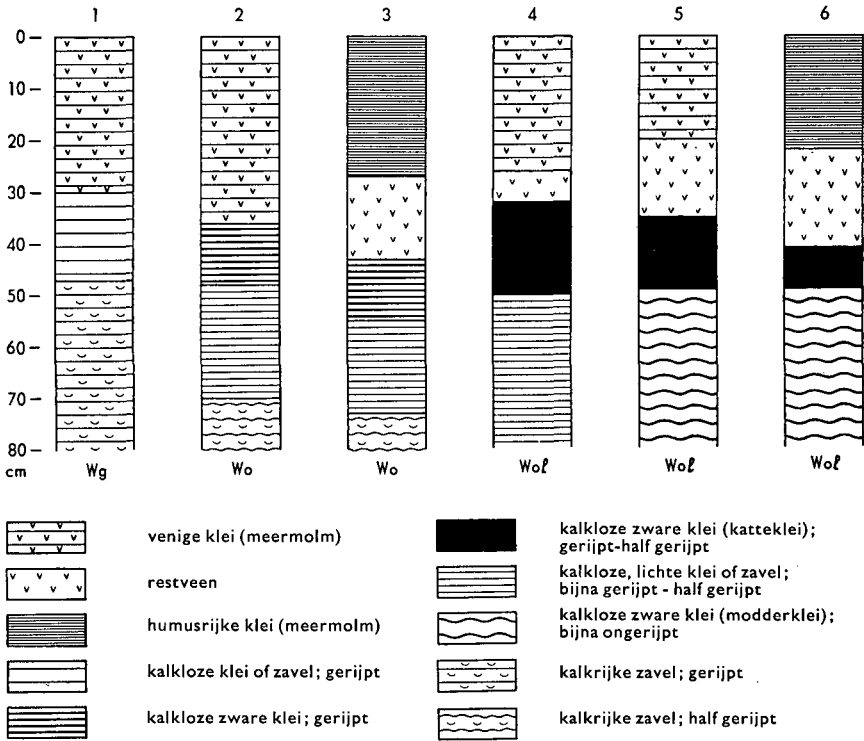 1 2 3 4 5 6
0
10
20
30
40
50
60
70
80
cm Wg Wo Wo Wol Wol Wol
venige klei (meermolm)
restveen
humusrijke klei (meermolm)
kalkloze klei of zavel; gerijpt
kalkloze zware klei; gerijpt
kalkloze zware klei (katteklei);
gerijpt-half gerijpt
kalkloze, lichte klei of zavel;
bijna gerijpt - half gerijpt
kalkloze zware klei (modderklei);
bijna ongerijpt
kalkrijke zavel; gerijpt
kalkrijke zavel; half gerijpt